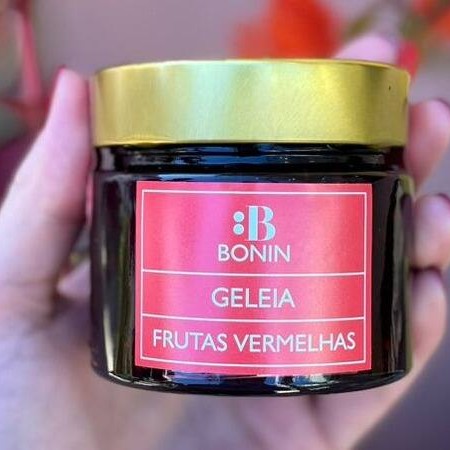 :B
BONIN
GELEIA
FRUTAS VERMELHAS